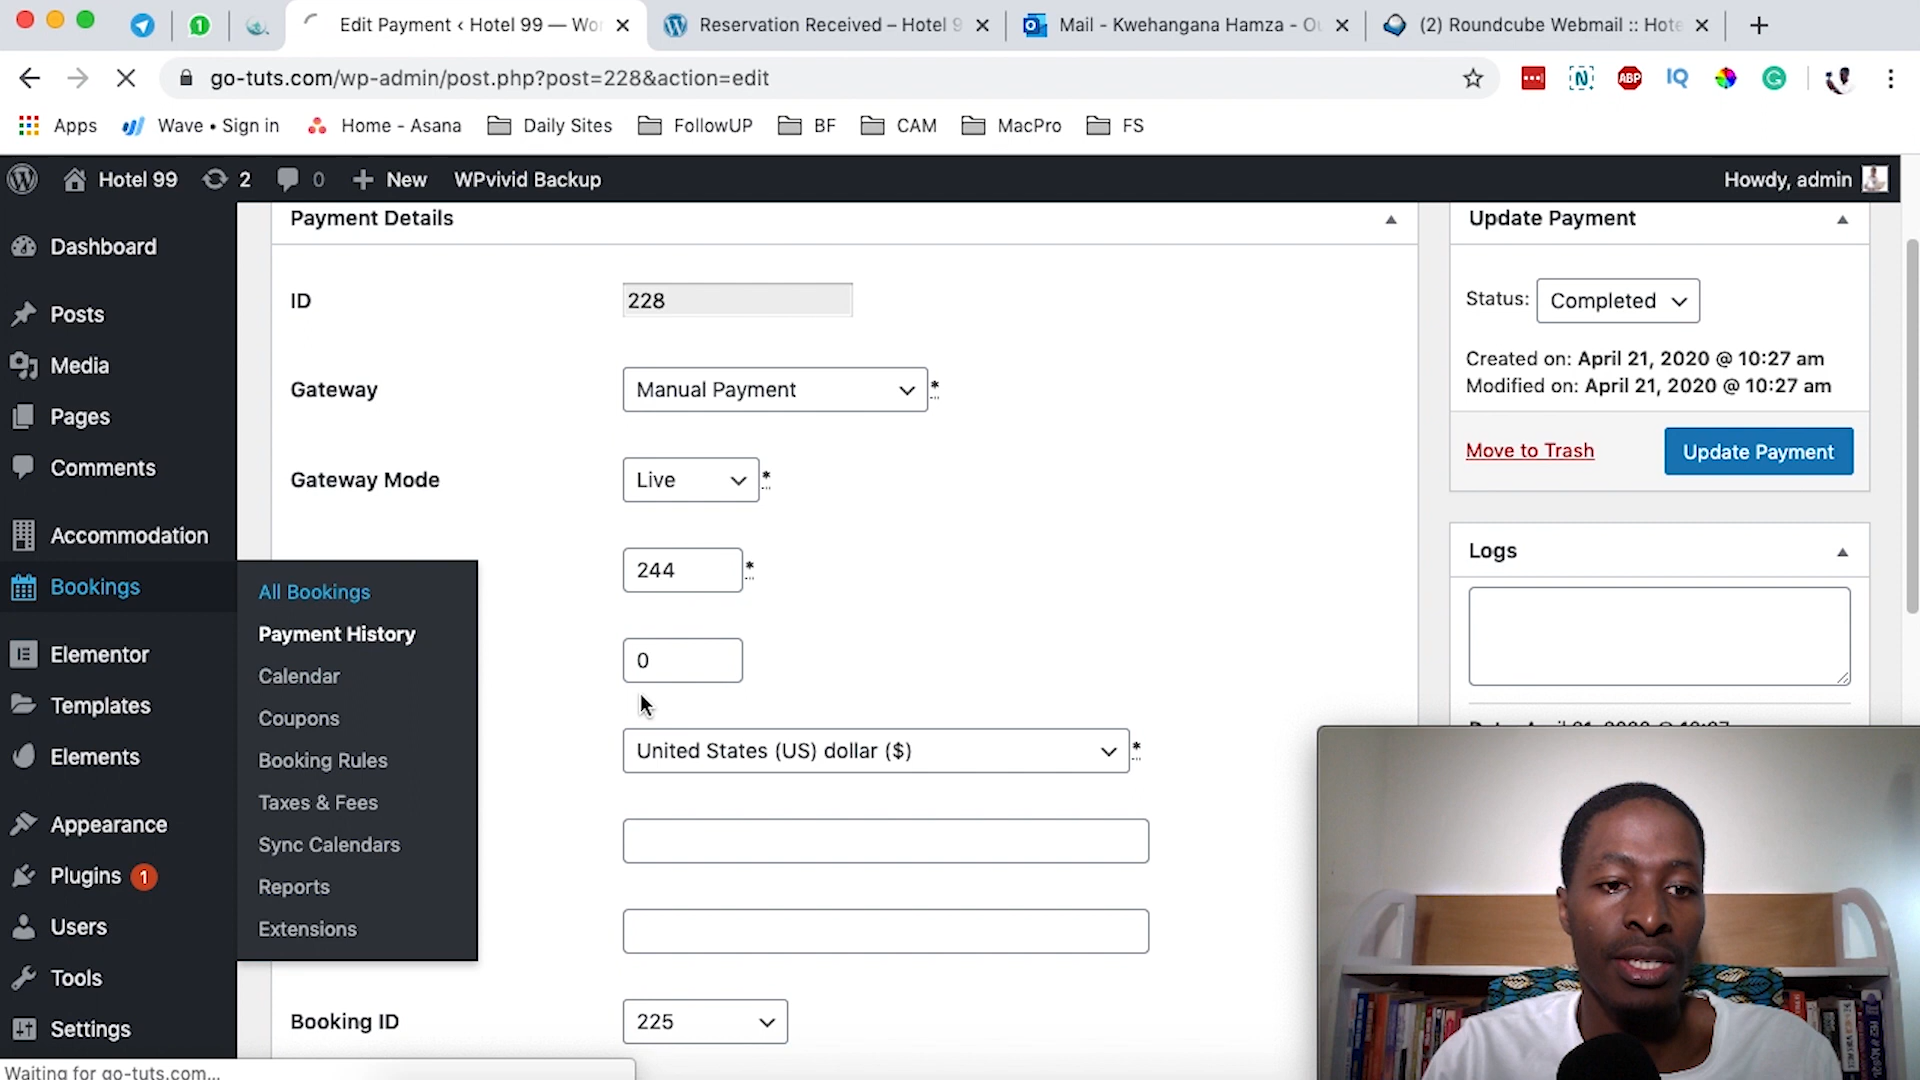 Edit Payment ‹ Hotel 99 — Wor
Reservation Received – Hotel 9
Mail - Kwehangana Hamza - Ou
(2) Roundcube Webmail :: Hote
go-tuts.com/wp-admin/post.php?post=228&action=edit
ABP
IQ
Apps
Wave • Sign in
Home - Asana
Daily Sites
FollowUP
BF
CAM
MacPro
FS
Hotel 99
2
0
New
WPvivid Backup
Howdy, admin
Dashboard
Posts
Media
Pages
Comments
Accommodation
Bookings
Elementor
Templates
Elements
Appearance
Plugins 1
Users
Tools
Settings
All Bookings
Payment History
Calendar
Coupons
Booking Rules
Taxes & Fees
Sync Calendars
Reports
Extensions
Payment Details
ID
228
Gateway
Manual Payment *
Gateway Mode
Live *
244 *
0
United States (US) dollar ($) *
Booking ID
225
Update Payment
Status: Completed
Created on: April 21, 2020 @ 10:27 am
Modified on: April 21, 2020 @ 10:27 am
Move to Trash
Update Payment
Logs
Waiting for go-tuts.com...